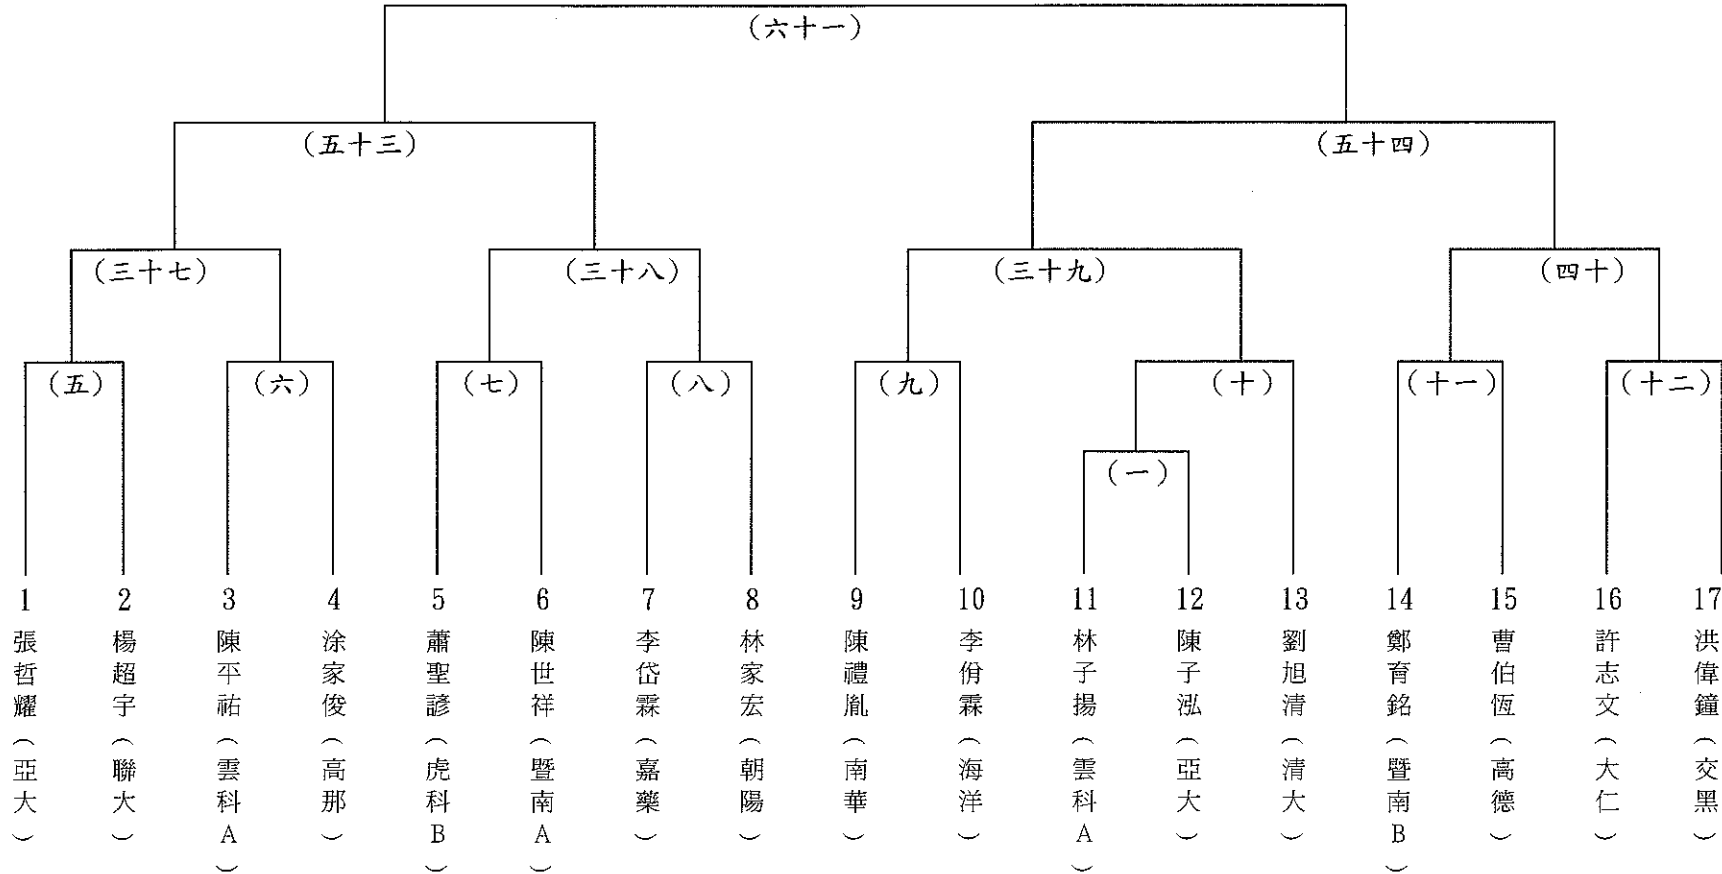 (六十一)
(五十三)
(五十四)
(三十七)
(三十八)
(三十九)
(四十)
(五)
(六)
(七)
(八)
(九)
(十)
(十一)
(十二)
(一)
1
2
3
4
5
6
7
8
9
10
11
12
13
14
15
16
17
張哲耀(亞大)
楊超宇(聯大)
陳平祐(雲科A)
涂家俊(高那)
蕭聖諺(虎科B)
陳世祥(暨南A)
李岱霖(嘉藥)
林家宏(朝陽)
陳禮胤(南華)
李佾霖(海洋)
林子揚(雲科A)
陳子泓(亞大)
劉旭清(清大)
鄭育銘(暨南B)
曹伯恆(高德)
許志文(大仁)
洪偉鐘(交黑)